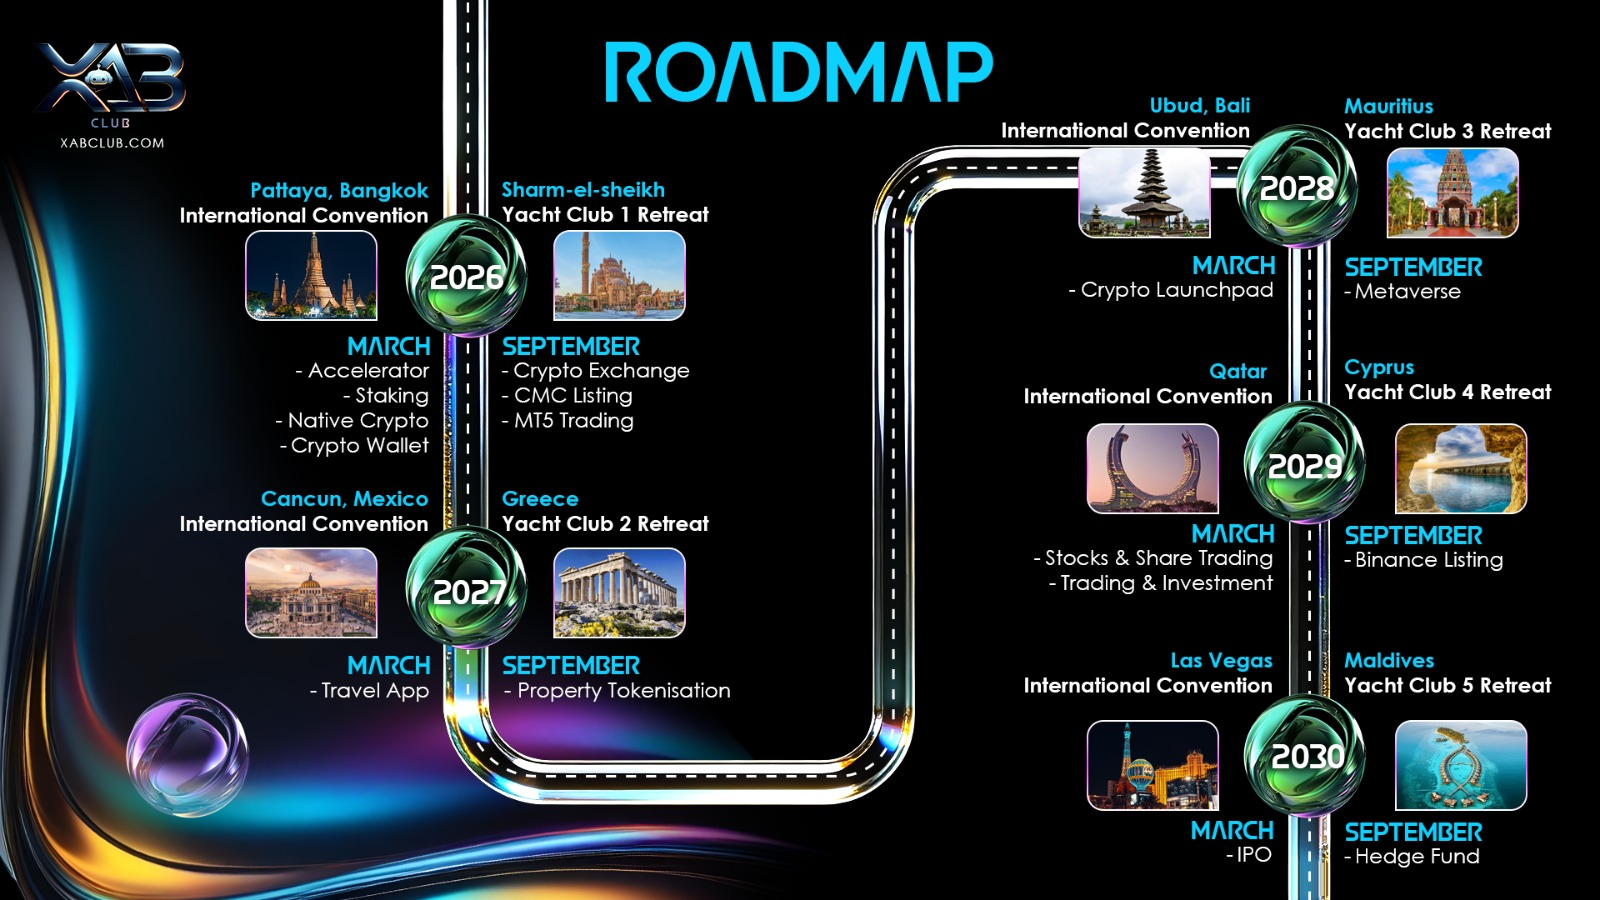 XAB
CLUB
XABCLUB.COM
ROADMAP
Pattaya, Bangkok
International Convention
Sharm-el-sheikh
Yacht Club 1 Retreat
2026
MARCH
- Accelerator
- Staking
- Native Crypto
- Crypto Wallet
SEPTEMBER
- Crypto Exchange
- CMC Listing
- MT5 Trading
Cancun, Mexico
International Convention
Greece
Yacht Club 2 Retreat
2027
MARCH
- Travel App
SEPTEMBER
- Property Tokenisation
Ubud, Bali
International Convention
Mauritius
Yacht Club 3 Retreat
2028
MARCH
- Crypto Launchpad
SEPTEMBER
- Metaverse
Qatar
International Convention
Cyprus
Yacht Club 4 Retreat
2029
MARCH
- Stocks & Share Trading
- Trading & Investment
SEPTEMBER
- Binance Listing
Las Vegas
International Convention
Maldives
Yacht Club 5 Retreat
2030
MARCH
- IPO
SEPTEMBER
- Hedge Fund